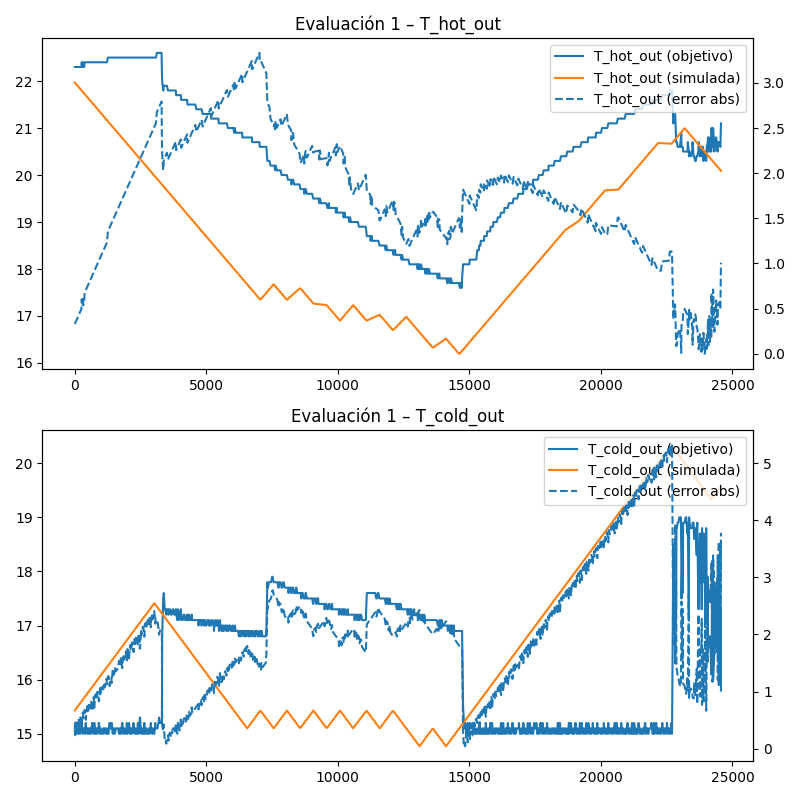 Evaluación 1 – T_hot_out
T_hot_out (objetivo)
T_hot_out (simulada)
T_hot_out (error abs)
22
21
20
19
18
17
16
3.0
2.5
2.0
1.5
1.0
0.5
0.0
0 5000 10000 15000 20000 25000
Evaluación 1 – T_cold_out
T_cold_out (objetivo)
T_cold_out (simulada)
T_cold_out (error abs)
20
19
18
17
16
15
5
4
3
2
1
0
0 5000 10000 15000 20000 25000